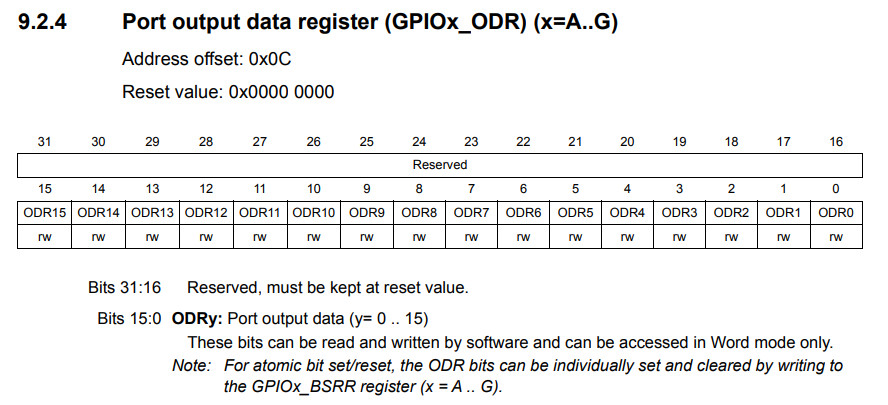 9.2.4 Port output data register (GPIOx_ODR) (x=A..G)
Address offset: 0x0C
Reset value: 0x0000 0000
31 30 29 28 27 26 25 24 23 22 21 20 19 18 17 16
Reserved
15 14 13 12 11 10 9 8 7 6 5 4 3 2 1 0
ODR15 ODR14 ODR13 ODR12 ODR11 ODR10 ODR9 ODR8 ODR7 ODR6 ODR5 ODR4 ODR3 ODR2 ODR1 ODR0
rw rw rw rw rw rw rw rw rw rw rw rw rw rw rw rw
Bits 31:16 Reserved, must be kept at reset value.
Bits 15:0 ODRy: Port output data (y= 0 .. 15)
These bits can be read and written by software and can be accessed in Word mode only.
Note: For atomic bit set/reset, the ODR bits can be individually set and cleared by writing to
the GPIOx_BSRR register (x = A .. G).